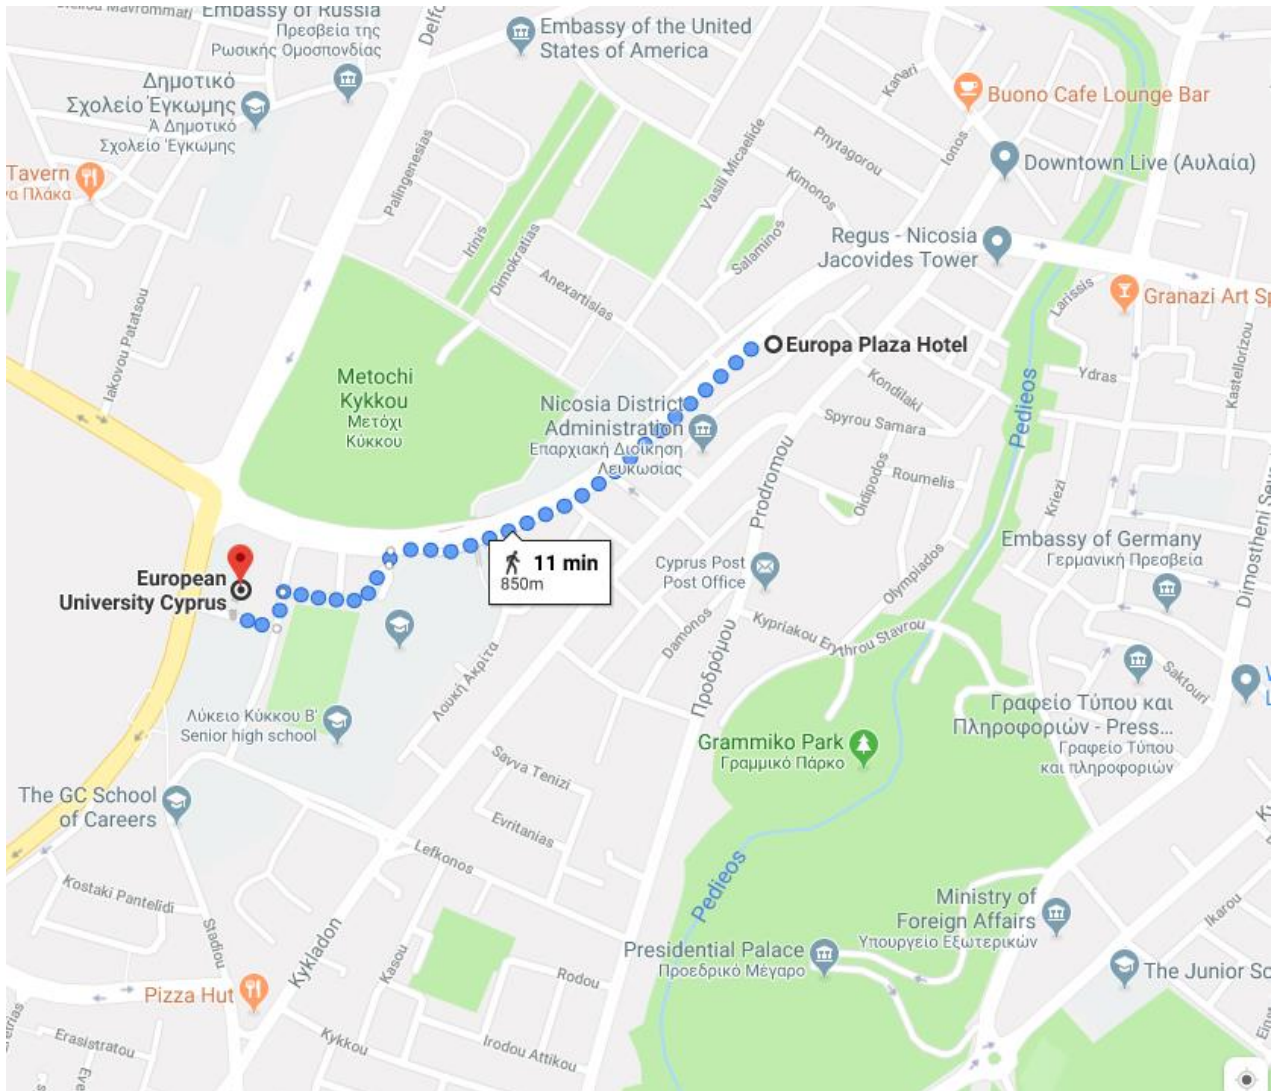 Embassy of Russia
Πρεσβεία της
Ρωσικής Ομοσπονδίας
Embassy of the United
States of America
Kanari
Buono Cafe Lounge Bar
Δημοτικό
Σχολείο Έγκωμης
Ά Δημοτικό
Σχολείο Έγκωμης
Palingenesias
Vasili Micaelide
Pnytagorou
Ionos
Downtown Live (Αυλαία)
Tavern
να Πλάκα
Kimonos
Irinis
Dimokratias
Salaminos
Regus - Nicosia
Jacovides Tower
Anexartisias
Larissis
Granazi Art Sp
Iakovou Patatsou
Kastellorizou
Europa Plaza Hotel
Metochi
Kykkou
Μετόχι
Κύκκου
Kondilaki
Ydras
Pedieos
Nicosia District
Administration
Επαρχιακή Διοίκηση
Λευκωσίας
Spyrou Samara
Prodromou
Oidipodos
Roumelis
Kriezi
Embassy of Germany
Γερμανική Πρεσβεία
11 min
850m
European
University Cyprus
Cyprus Post
Post Office
Olympiados
Damonos
Kypriakou Erythrou Stavrou
Λουκή Ακρίτα
Προδρόμου
Saktouri
Γραφείο Τύπου και
Πληροφοριών - Press...
Γραφείο Τύπου
και πληροφοριών
Λύκειο Κύκκου Β'
Senior high school
Grammiko Park
Γραμμικό Πάρκο
Savva Tenizi
The GC School
of Careers
Evritanias
Lefkonos
Pedieos
Kostaki Pantelidi
Stadiou
Ministry of
Foreign Affairs
Υπουργείο Εξωτερικών
Ikarou
Kykladon
Kasou
Presidential Palace
Προεδρικό Μέγαρο
Rodou
The Junior Sc
Pizza Hut
Erasistratou
Kykkou
Irodou Attikou